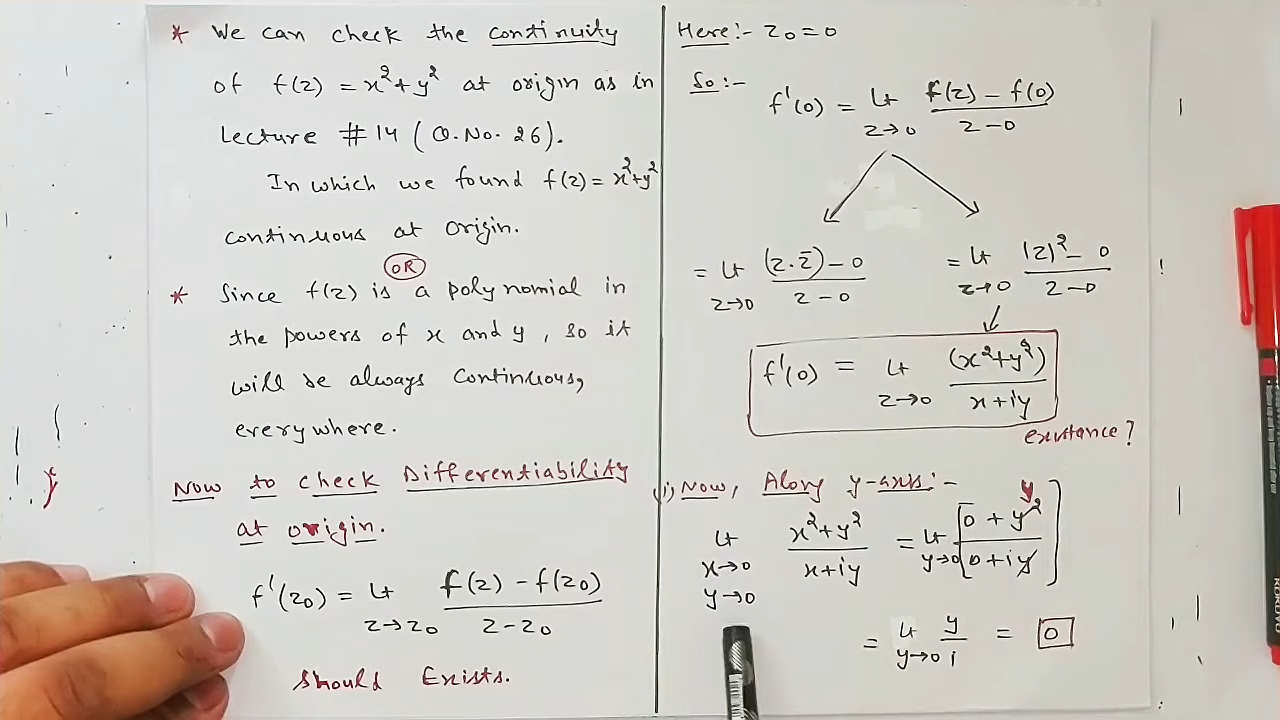 * We can check the continuity
of f(z) = x²+y² at origin as in
Lecture #14 (Q.No. 26).
In which we found f(z) = x²+y²
continuous at origin.
OR
* Since f(z) is a polynomial in
the powers of x and y, so it
will be always continuous,
everywhere.
Now to check Differentiability
at origin.
f'(z₀) = Lt z→z₀ (f(z) - f(z₀))/(z - z₀)
should Exists.
Here:- z₀=0
So:-
f'(0) = Lt z→0 (f(z) - f(0))/(z-0)
= Lt z→0 ((z·z̄) - 0)/(z-0)
= Lt z→0 (|z|² - 0)/(z-0)
f'(0) = Lt z→0 (x²+y²)/(x+iy)
existance?
(i) Now, Along y-axis:-
Lt x→0 y→0 (x²+y²)/(x+iy) = Lt y→0 [(0+y²)/(0+iy)]
y
= Lt y→0 y/i = 0